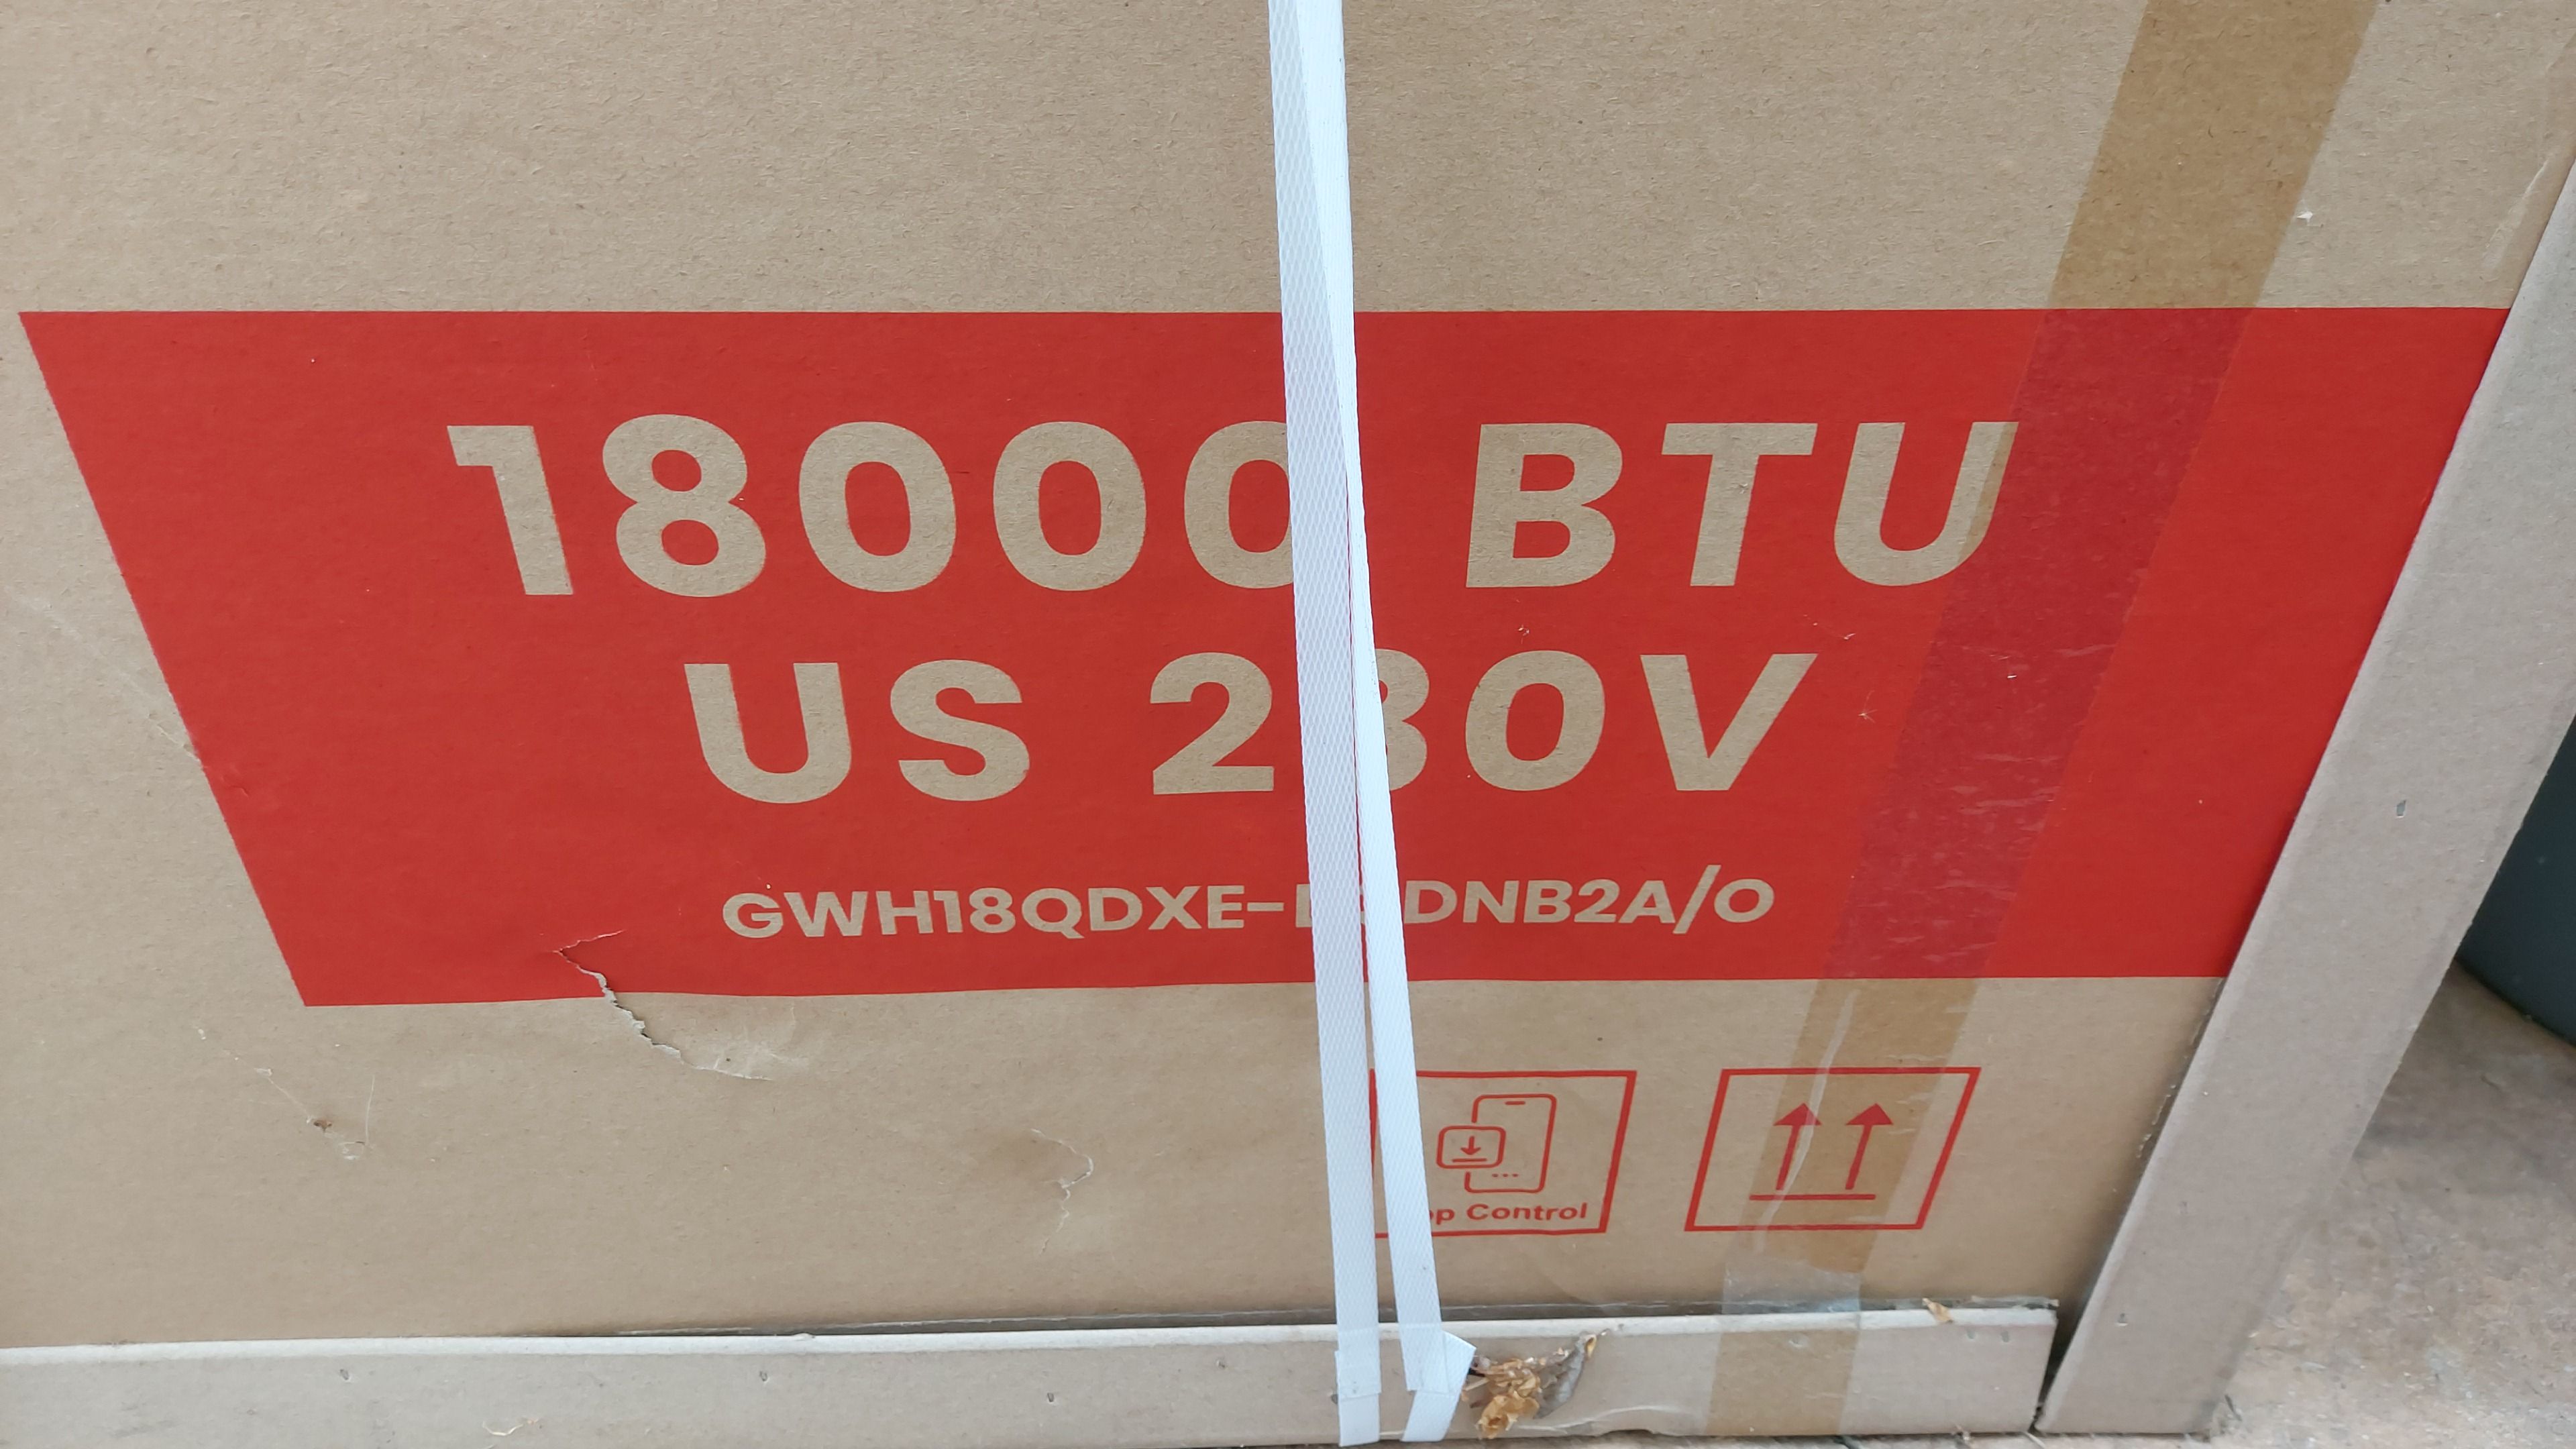 18000 BTU
US 230V
Control